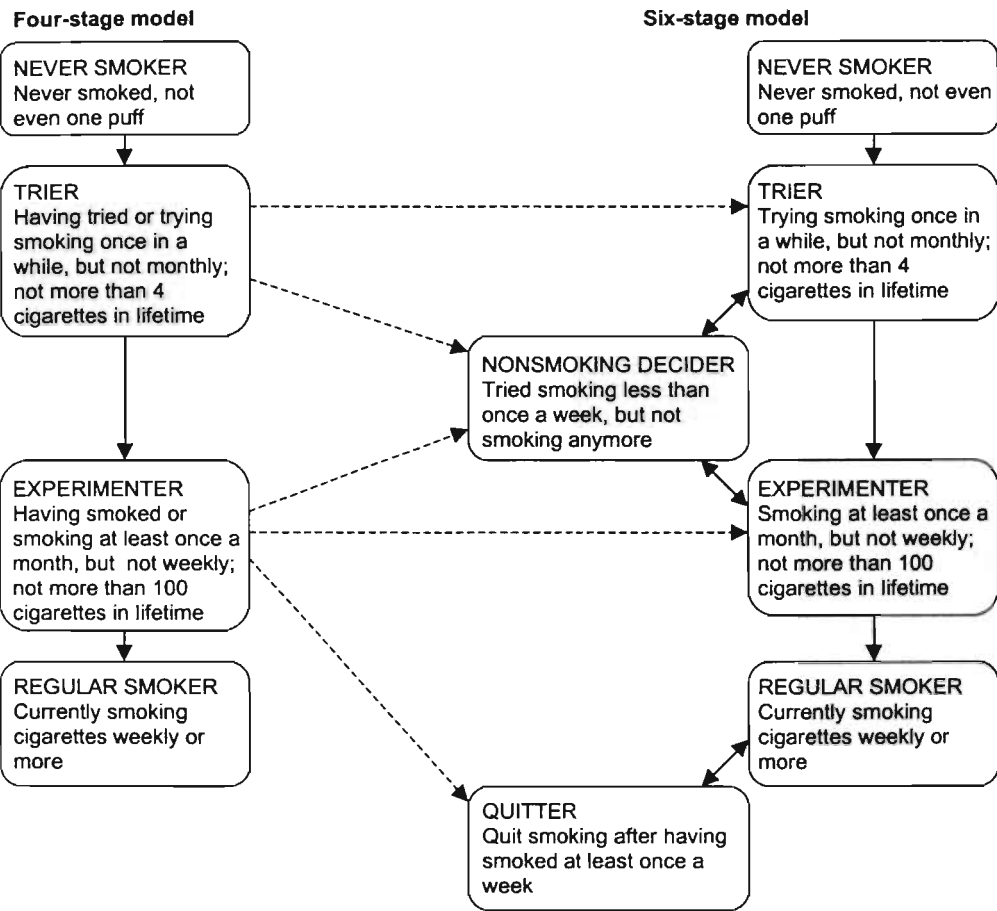 Four-stage model
Six-stage model
NEVER SMOKER
Never smoked, not
even one puff
NEVER SMOKER
Never smoked, not even
one puff
TRIER
Having tried or trying
smoking once in a
while, but not monthly;
not more than 4
cigarettes in lifetime
TRIER
Trying smoking once in
a while, but not monthly;
not more than 4
cigarettes in lifetime
NONSMOKING DECIDER
Tried smoking less than
once a week, but not
smoking anymore
EXPERIMENTER
Having smoked or
smoking at least once a
month, but not weekly;
not more than 100
cigarettes in lifetime
EXPERIMENTER
Smoking at least once a
month, but not weekly;
not more than 100
cigarettes in lifetime
REGULAR SMOKER
Currently smoking
cigarettes weekly or
more
REGULAR SMOKER
Currently smoking
cigarettes weekly or
more
QUITTER
Quit smoking after having
smoked at least once a
week